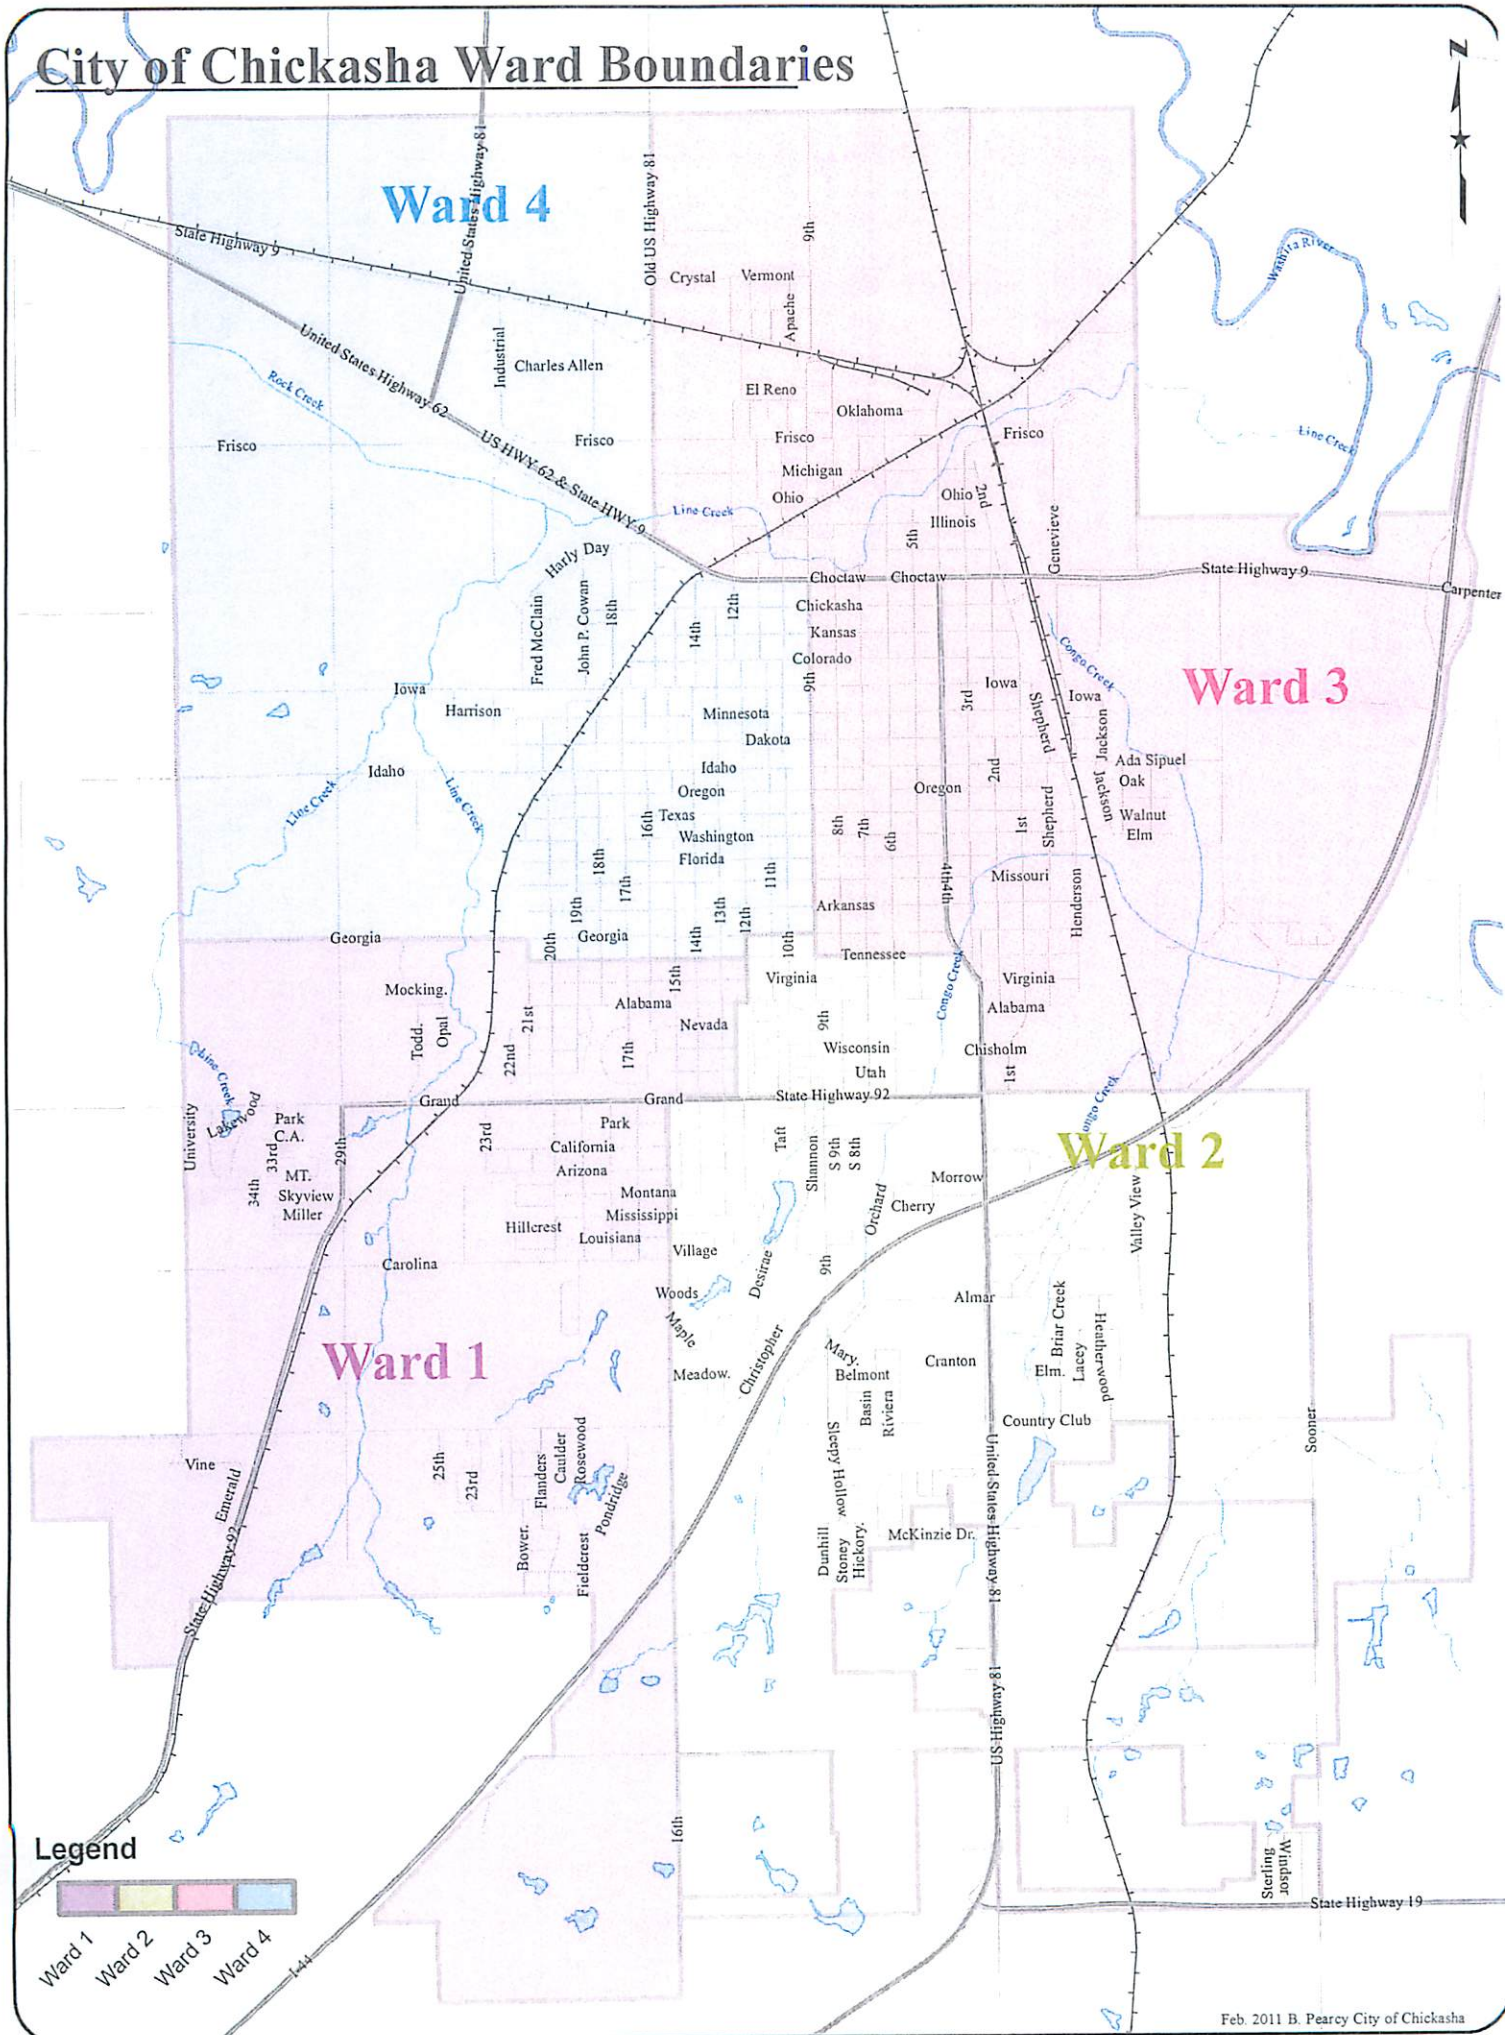 City of Chickasha Ward Boundaries
N
United States Highway 81
Old US Highway 81
Ward 4
9th
State Highway 9
Washita River
Crystal
Vermont
Apache
Industrial
Charles Allen
United States Highway 62
Rock Creek
El Reno
Oklahoma
Frisco
US HWY 62 & State HWY 9
Frisco
Frisco
Frisco
Line Creek
Michigan
Ohio
Ohio
2nd
Line Creek
Illinois
5th
Genevieve
Harly Day
Choctaw
Choctaw
State Highway 9
Carpenter
Fred McClain
John P. Cowan
18th
12th
14th
Chickasha
Kansas
Colorado
Congo Creek
9th
Iowa
Iowa
Iowa
Ward 3
Harrison
3rd
Shepherd
Jackson
Minnesota
Dakota
Idaho
Idaho
2nd
Ada Sipuel
Oak
Jackson
Line Creek
Line Creek
Oregon
Oregon
16th
Texas
Washington
Florida
8th
7th
6th
1st
Shepherd
Walnut
Elm
18th
17th
11th
4th
4th
Missouri
Henderson
19th
13th
12th
Arkansas
Georgia
20th
Georgia
14th
10th
Tennessee
15th
Virginia
Congo Creek
Virginia
Mocking.
Alabama
Alabama
Todd.
Opal
21st
Nevada
9th
22nd
17th
Wisconsin
Chisholm
Utah
1st
Line Creek
Lakewood
Grand
Grand
State Highway 92
Congo Creek
University
Park
C.A.
33rd
29th
23rd
Park
California
Arizona
Taft
Shannon
S 9th
S 8th
Ward 2
34th
MT.
Skyview
Miller
Montana
Mississippi
Louisiana
Hillcrest
Orchard
Morrow
Cherry
Valley View
Carolina
Village
Desirae
9th
Woods
Maple
Almar
Briar Creek
Heatherwood
Ward 1
Meadow.
Christopher
Mary.
Belmont
Cranton
Elm.
Lacey
Basin
Riviera
Country Club
Sooner
Vine
Emerald
25th
23rd
Flanders
Caulder
Rosewood
Pondridge
Sleepy Hollow
United States Highway 81
State Highway 92
Bower.
Fieldcrest
Dunhill
Stoney
Hickory.
McKinzie Dr.
US Highway 81
16th
Sterling
Windsor
State Highway 19
Legend
Ward 1
Ward 2
Ward 3
Ward 4
I-44
Feb. 2011 B. Pearcy City of Chickasha